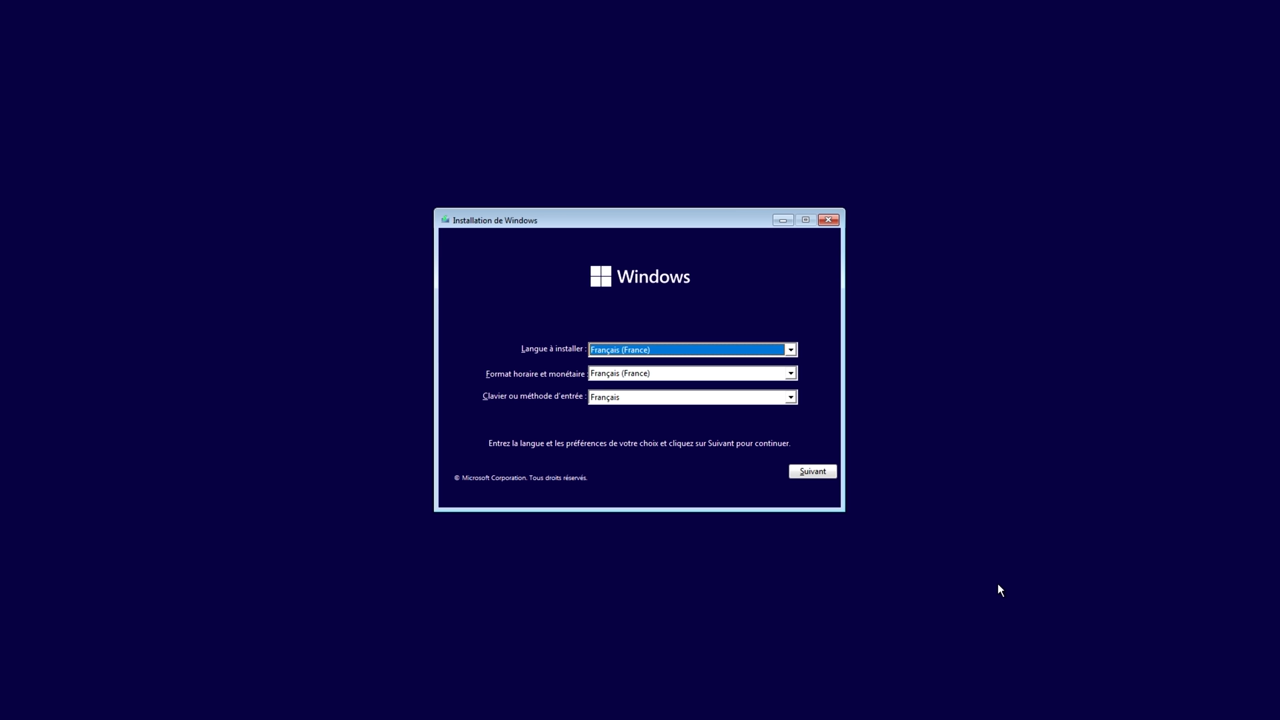 Installation de Windows
Windows
Langue à installer : Français (France)
Format horaire et monétaire : Français (France)
Clavier ou méthode d'entrée : Français
Entrez la langue et les préférences de votre choix et cliquez sur Suivant pour continuer.
Suivant
© Microsoft Corporation. Tous droits réservés.